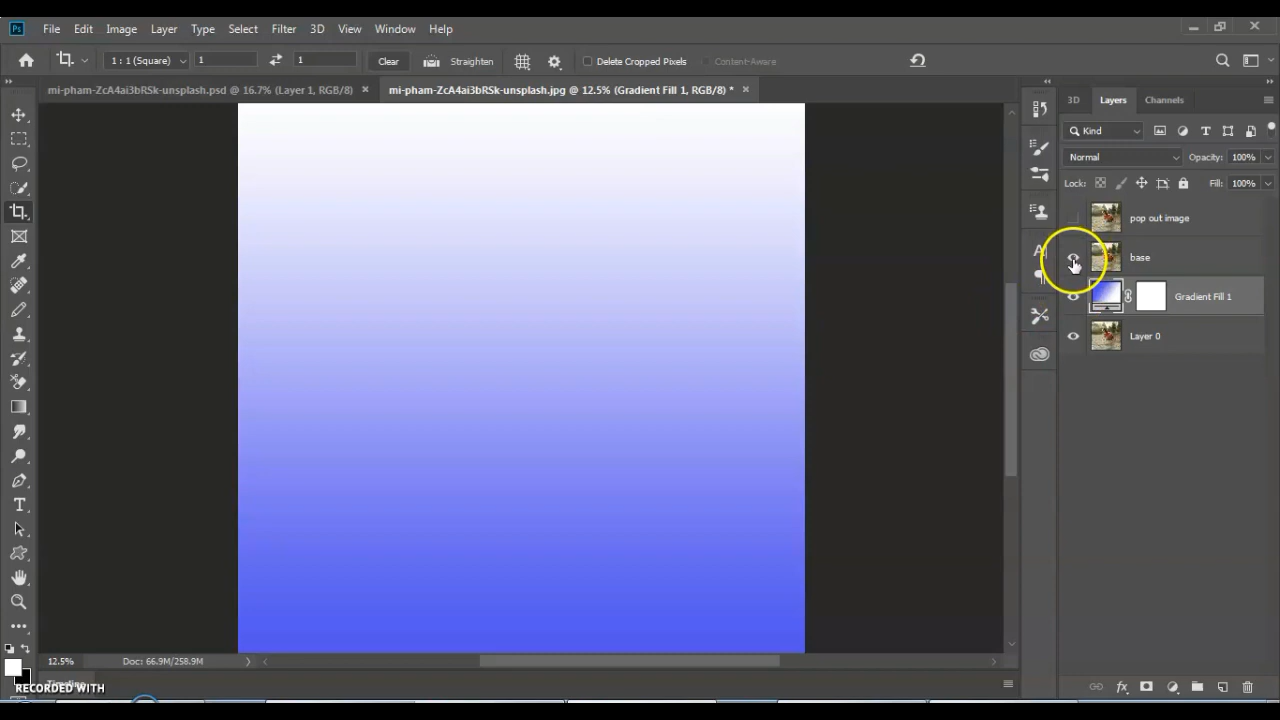 Ps File Edit Image Layer Type Select Filter 3D View Window Help
1 : 1 (Square) 1 1 Clear Straighten Delete Cropped Pixels Content-Aware
mi-pham-ZcA4ai3bRSk-unsplash.psd @ 16.7% (Layer 1, RGB/8) × mi-pham-ZcA4ai3bRSk-unsplash.jpg @ 12.5% (Gradient Fill 1, RGB/8) * ×
3D Layers Channels
Kind
Normal Opacity: 100%
Lock: Fill: 100%
pop out image
base
Gradient Fill 1
Layer 0
12.5% Doc: 66.9M/258.9M
Timeline
RECORDED WITH